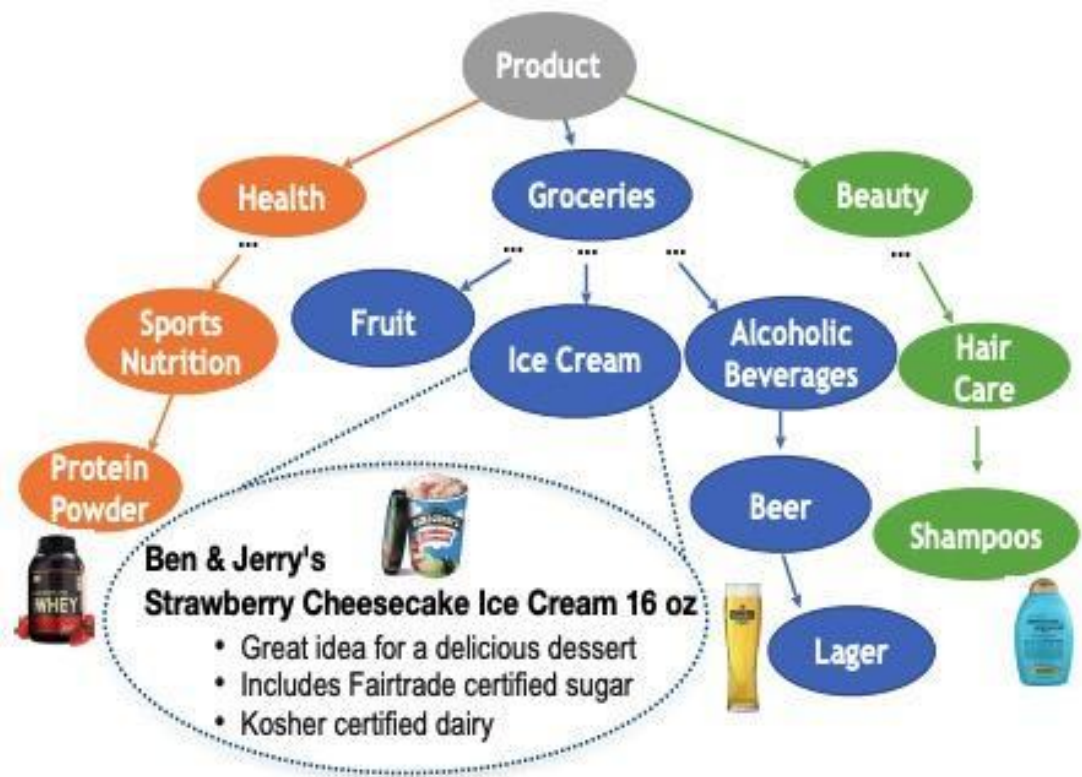 Product
Health
Groceries
Beauty
...
...
...
...
...
Sports
Nutrition
Fruit
Ice Cream
Alcoholic
Beverages
Hair
Care
Protein
Powder
Beer
Shampoos
WHEY
Ben & Jerry's
Strawberry Cheesecake Ice Cream 16 oz
• Great idea for a delicious dessert
• Includes Fairtrade certified sugar
• Kosher certified dairy
Lager